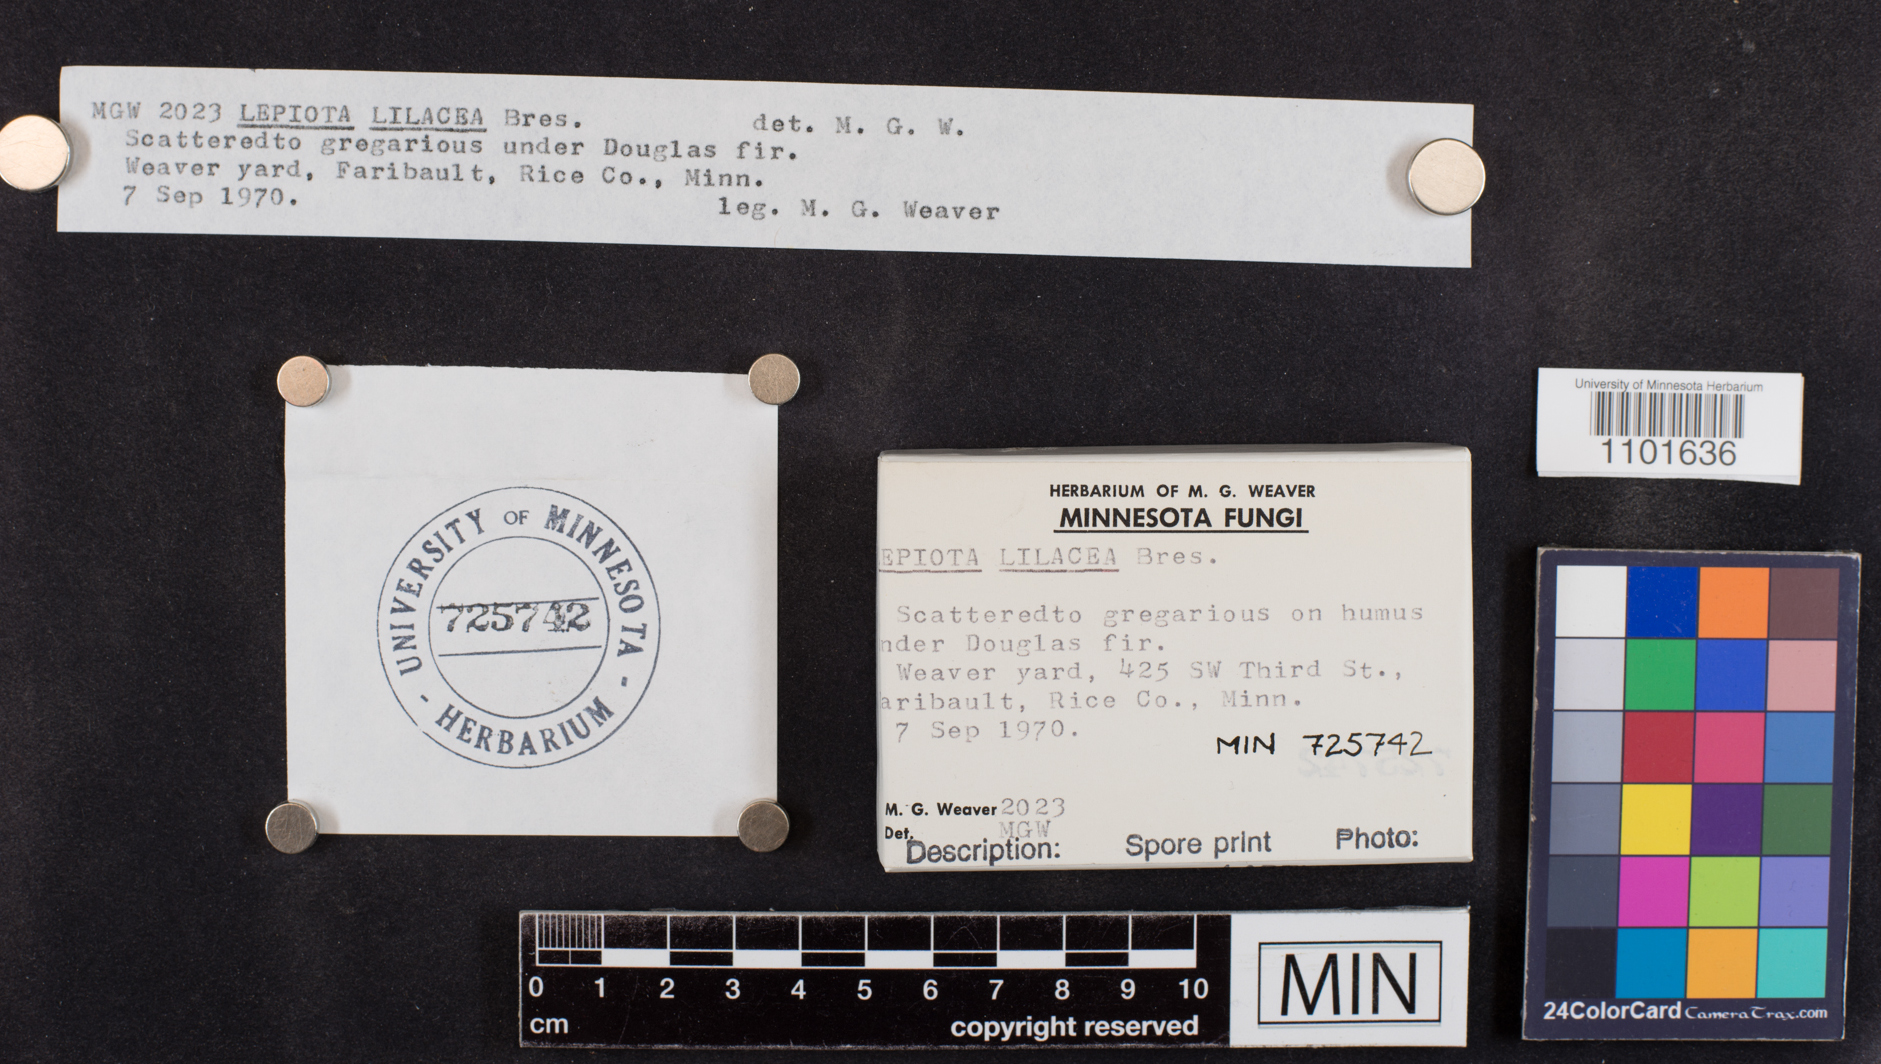 MGW 2023 LEPIOTA LILACEA Bres. det. M. G. W.
Scatteredto gregarious under Douglas fir.
Weaver yard, Faribault, Rice Co., Minn.
7 Sep 1970. leg. M. G. Weaver
UNIVERSITY OF MINNESOTA
725742
- HERBARIUM -
University of Minnesota Herbarium
1101636
HERBARIUM OF M. G. WEAVER
MINNESOTA FUNGI
EPIOTA LILACEA Bres.
Scatteredto gregarious on humus
nder Douglas fir.
Weaver yard, 425 SW Third St.,
aribault, Rice Co., Minn.
7 Sep 1970.
MIN 725742
M. G. Weaver 2023
Det. MGW
Description: Spore print Photo:
0 1 2 3 4 5 6 7 8 9 10
cm copyright reserved
MIN
24ColorCard CameraTrax.com